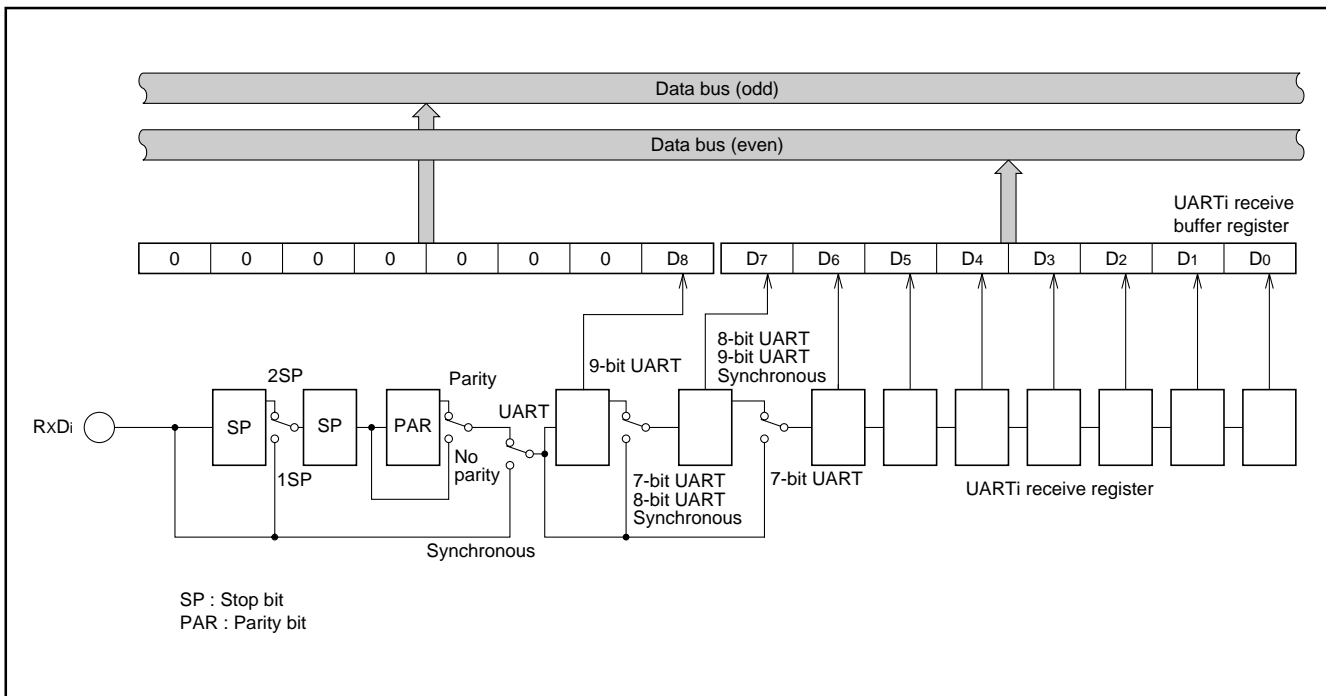 Data bus (odd)
Data bus (even)
UARTi receive
buffer register
0 0 0 0 0 0 0 D8 D7 D6 D5 D4 D3 D2 D1 D0
8-bit UART
9-bit UART
Synchronous
9-bit UART
2SP
Parity
UART
RXDi
SP
SP
PAR
No
parity
1SP
7-bit UART
8-bit UART
Synchronous
7-bit UART
UARTi receive register
Synchronous
SP : Stop bit
PAR : Parity bit